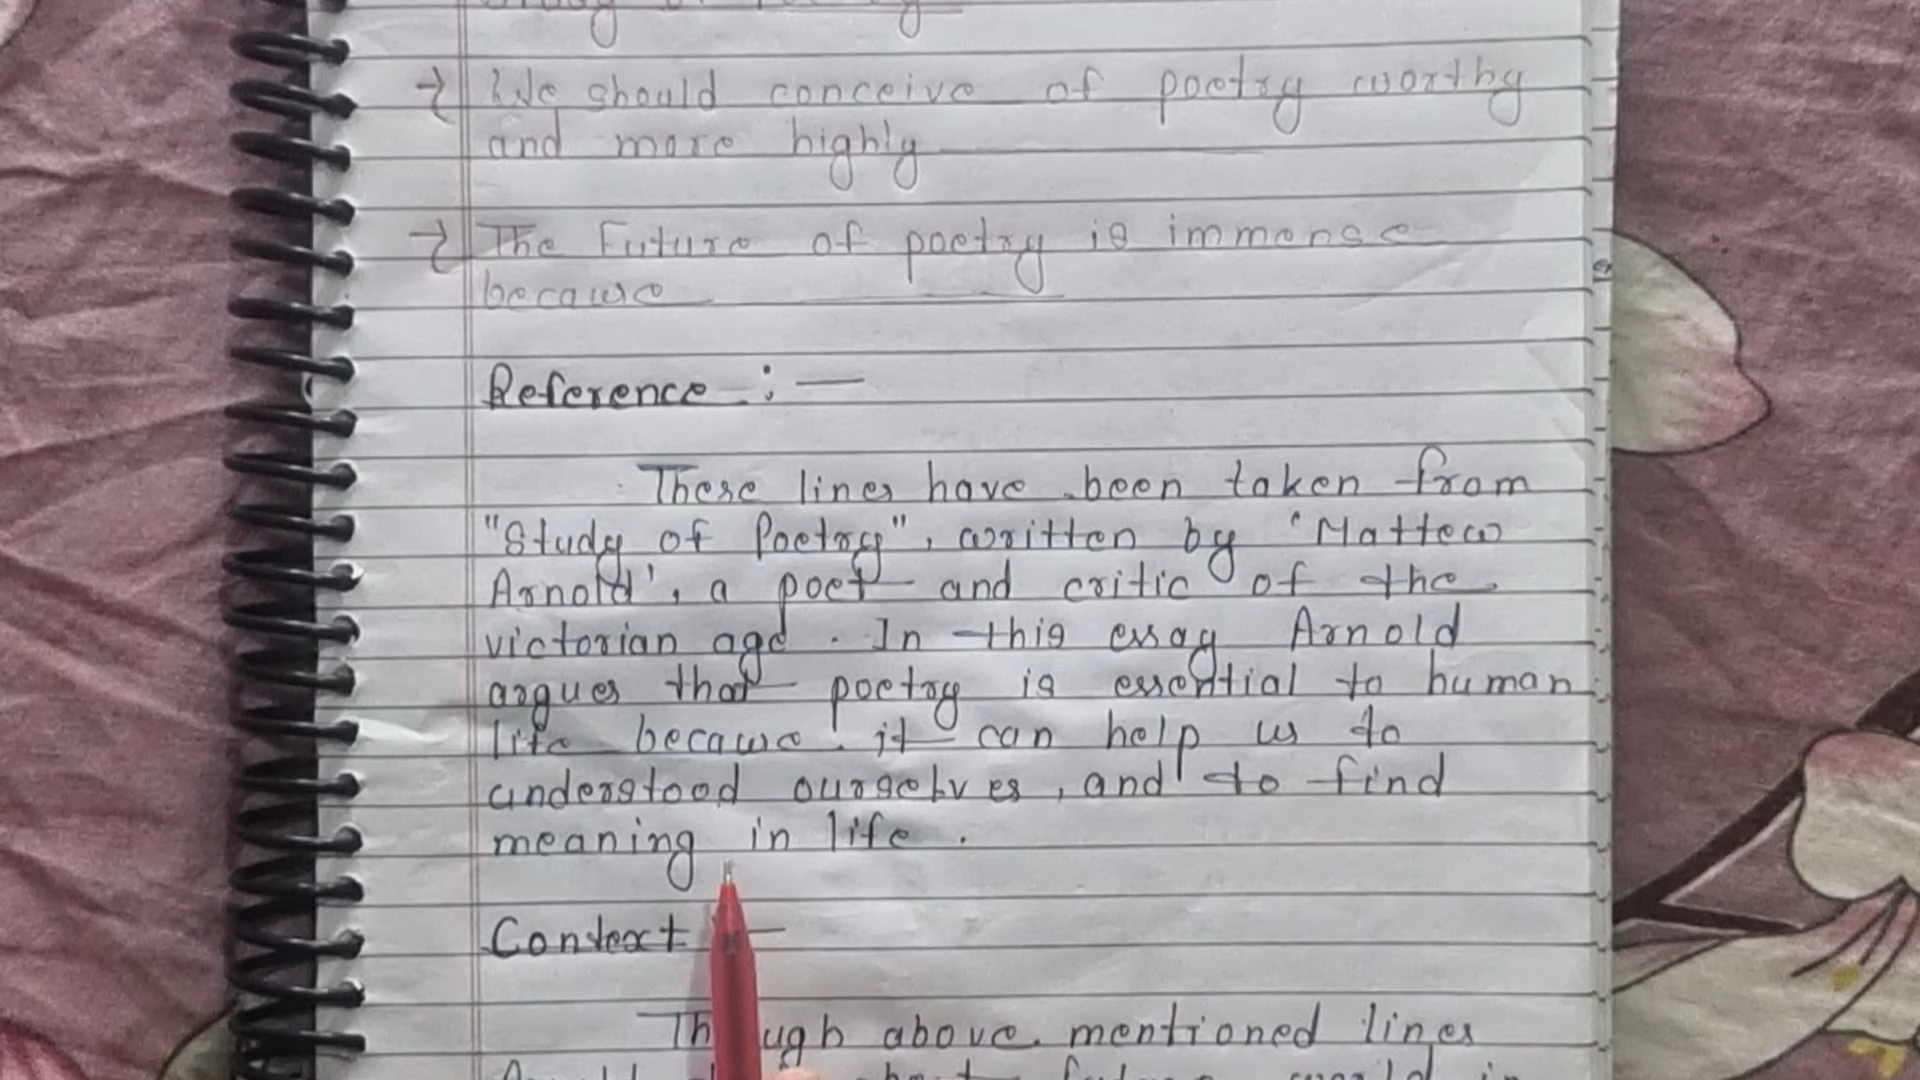 Study of Poetry
→ We should conceive of poetry worthy
and more highly
→ The Future of poetry is immense
because
Reference :—
These lines have been taken from
"Study of Poetry", written by 'Mattew
Arnold', a poet and critic of the
victorian age. In this essay Arnold
argues that poetry is essential to human
life because it can help us to
understood ourselves, and to find
meaning in life.
Context —
above mentioned lines